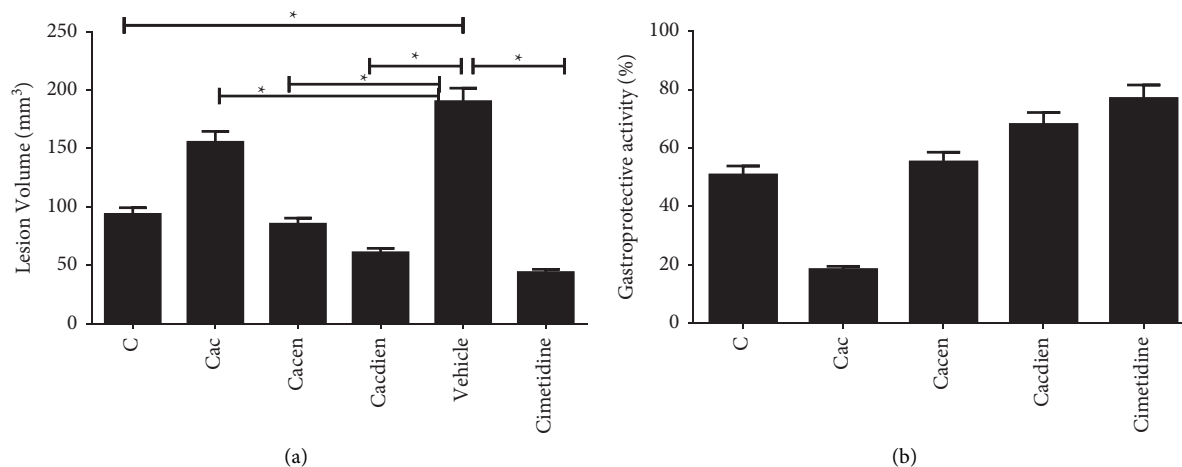 Lesion Volume (mm³)
250
200
150
100
50
0
*
*
*
*
*
C
Cac
Cacen
Cacdien
Vehicle
Cimetidine
(a)
Gastroprotective activity (%)
100
80
60
40
20
0
C
Cac
Cacen
Cacdien
Cimetidine
(b)